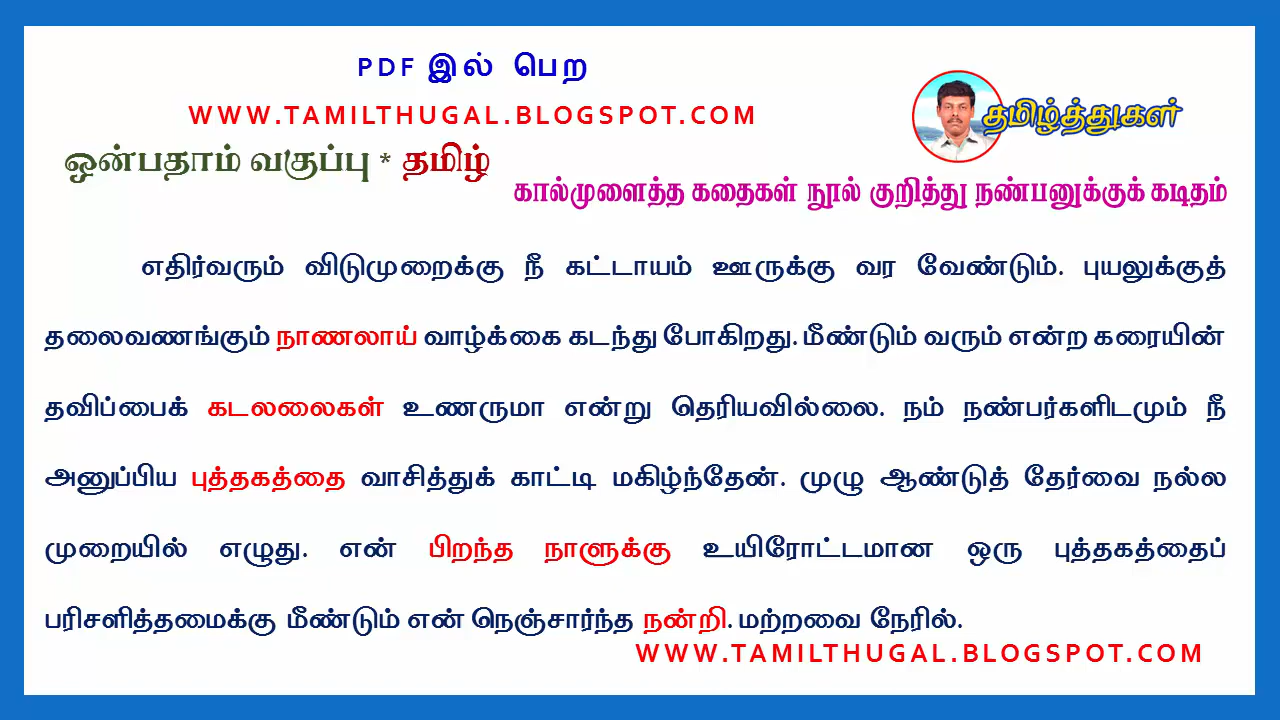 PDF இல் பெற
WWW.TAMILTHUGAL.BLOGSPOT.COM
தமிழ்த்துகள்
ஒன்பதாம் வகுப்பு * தமிழ்
கால்முளைத்த கதைகள் நூல் குறித்து நண்பனுக்குக் கடிதம்
எதிர்வரும் விடுமுறைக்கு நீ கட்டாயம் ஊருக்கு வர வேண்டும். புயலுக்குத்
தலைவணங்கும் நாணலாய் வாழ்க்கை கடந்து போகிறது. மீண்டும் வரும் என்ற கரையின்
தவிப்பைக் கடலலைகள் உணருமா என்று தெரியவில்லை. நம் நண்பர்களிடமும் நீ
அனுப்பிய புத்தகத்தை வாசித்துக் காட்டி மகிழ்ந்தேன். முழு ஆண்டுத் தேர்வை நல்ல
முறையில் எழுது. என் பிறந்த நாளுக்கு உயிரோட்டமான ஒரு புத்தகத்தைப்
பரிசளித்தமைக்கு மீண்டும் என் நெஞ்சார்ந்த நன்றி. மற்றவை நேரில்.
WWW.TAMILTHUGAL.BLOGSPOT.COM